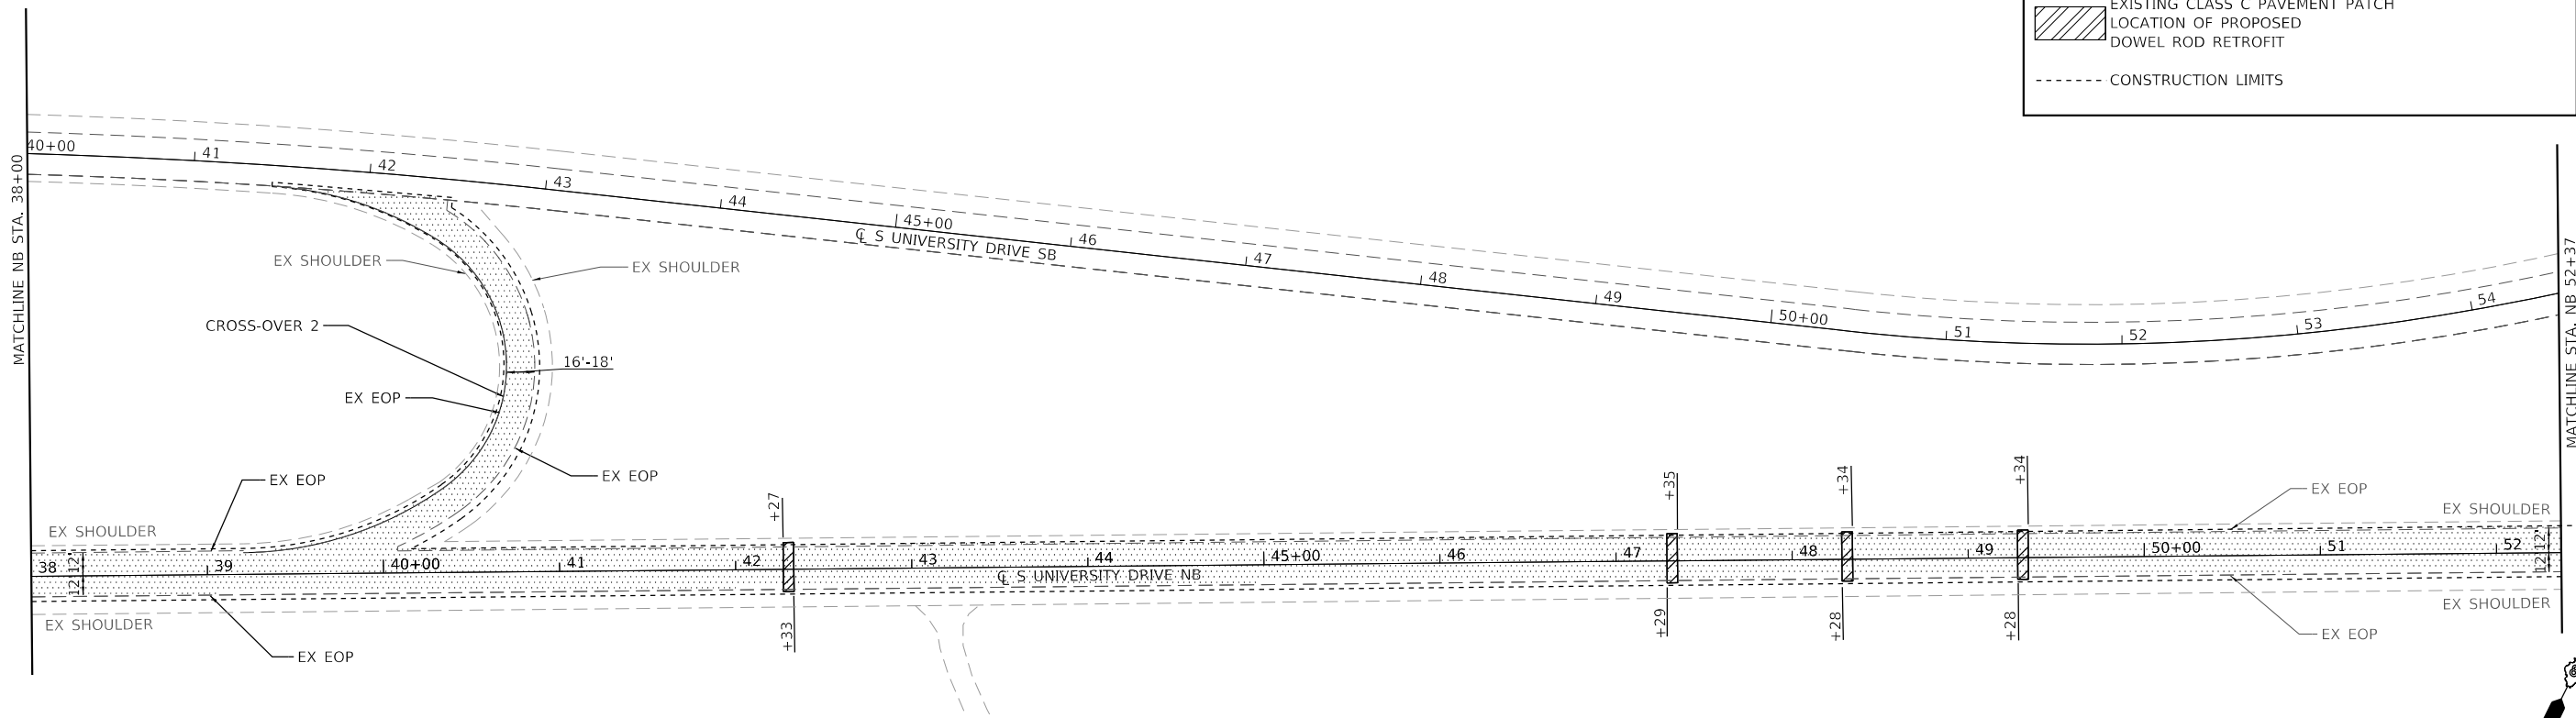 EXISTING CLASS C PAVEMENT PATCH
LOCATION OF PROPOSED
DOWEL ROD RETROFIT
CONSTRUCTION LIMITS
MATCHLINE NB STA. 38+00
40+00
41
42
43
44
45+00
46
47
48
49
50+00
51
52
53
54
℄ S UNIVERSITY DRIVE SB
EX SHOULDER
EX SHOULDER
CROSS-OVER 2
16'-18'
EX EOP
EX EOP
EX EOP
EX SHOULDER
+27
+35
+34
+34
EX EOP
EX SHOULDER
38
39
40+00
41
42
43
44
45+00
46
47
48
49
50+00
51
52
12'
12'
℄ S UNIVERSITY DRIVE NB
12'
12'
EX SHOULDER
EX EOP
+33
+29
+28
+28
EX SHOULDER
EX EOP
MATCHLINE STA. NB 52+37